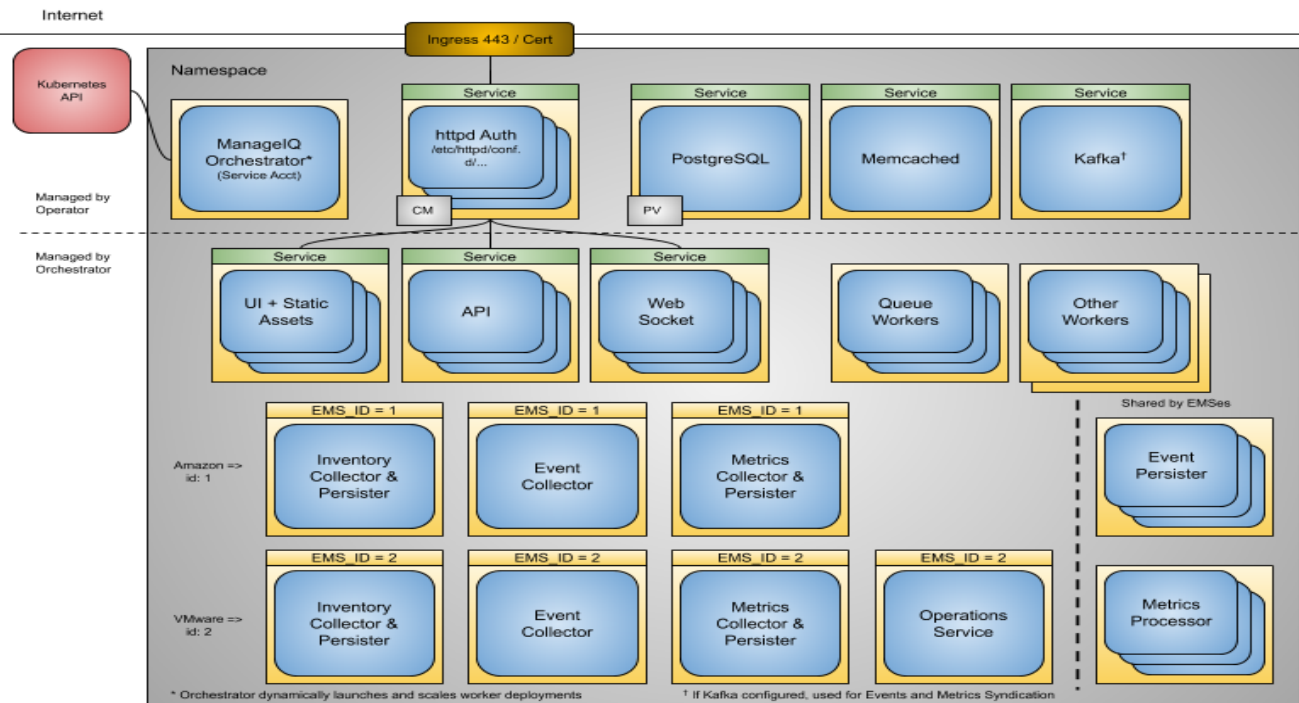 Internet
Ingress 443 / Cert
Kubernetes
API
Namespace
ManageIQ
Orchestrator*
(Service Acct)
Service
httpd Auth
/etc/httpd/conf.
d/...
CM
Service
PostgreSQL
PV
Service
Memcached
Service
Kafka†
Managed by
Operator
Managed by
Orchestrator
Service
UI + Static
Assets
Service
API
Service
Web
Socket
Queue
Workers
Other
Workers
Shared by EMSes
Amazon =>
id: 1
EMS_ID = 1
Inventory
Collector &
Persister
EMS_ID = 1
Event
Collector
EMS_ID = 1
Metrics
Collector &
Persister
Event
Persister
VMware =>
id: 2
EMS_ID = 2
Inventory
Collector &
Persister
EMS_ID = 2
Event
Collector
EMS_ID = 2
Metrics
Collector &
Persister
EMS_ID = 2
Operations
Service
Metrics
Processor
* Orchestrator dynamically launches and scales worker deployments
† If Kafka configured, used for Events and Metrics Syndication